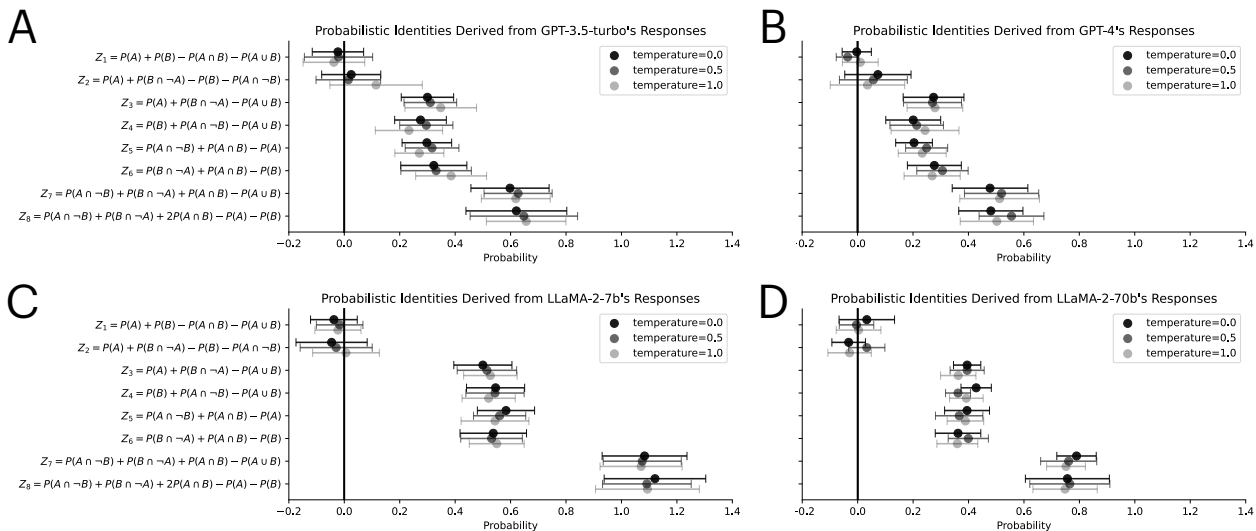 A
Probabilistic Identities Derived from GPT-3.5-turbo's Responses
Z₁ = P(A) + P(B) − P(A ∩ B) − P(A ∪ B)
Z₂ = P(A) + P(B ∩ ¬A) − P(B) − P(A ∩ ¬B)
Z₃ = P(A) + P(B ∩ ¬A) − P(A ∪ B)
Z₄ = P(B) + P(A ∩ ¬B) − P(A ∪ B)
Z₅ = P(A ∩ ¬B) + P(A ∩ B) − P(A)
Z₆ = P(B ∩ ¬A) + P(A ∩ B) − P(B)
Z₇ = P(A ∩ ¬B) + P(B ∩ ¬A) + P(A ∩ B) − P(A ∪ B)
Z₈ = P(A ∩ ¬B) + P(B ∩ ¬A) + 2P(A ∩ B) − P(A) − P(B)
temperature=0.0
temperature=0.5
temperature=1.0
−0.2 0.0 0.2 0.4 0.6 0.8 1.0 1.2 1.4
Probability
B
Probabilistic Identities Derived from GPT-4's Responses
temperature=0.0
temperature=0.5
temperature=1.0
−0.2 0.0 0.2 0.4 0.6 0.8 1.0 1.2 1.4
Probability
C
Probabilistic Identities Derived from LLaMA-2-7b's Responses
Z₁ = P(A) + P(B) − P(A ∩ B) − P(A ∪ B)
Z₂ = P(A) + P(B ∩ ¬A) − P(B) − P(A ∩ ¬B)
Z₃ = P(A) + P(B ∩ ¬A) − P(A ∪ B)
Z₄ = P(B) + P(A ∩ ¬B) − P(A ∪ B)
Z₅ = P(A ∩ ¬B) + P(A ∩ B) − P(A)
Z₆ = P(B ∩ ¬A) + P(A ∩ B) − P(B)
Z₇ = P(A ∩ ¬B) + P(B ∩ ¬A) + P(A ∩ B) − P(A ∪ B)
Z₈ = P(A ∩ ¬B) + P(B ∩ ¬A) + 2P(A ∩ B) − P(A) − P(B)
temperature=0.0
temperature=0.5
temperature=1.0
−0.2 0.0 0.2 0.4 0.6 0.8 1.0 1.2 1.4
Probability
D
Probabilistic Identities Derived from LLaMA-2-70b's Responses
temperature=0.0
temperature=0.5
temperature=1.0
−0.2 0.0 0.2 0.4 0.6 0.8 1.0 1.2 1.4
Probability